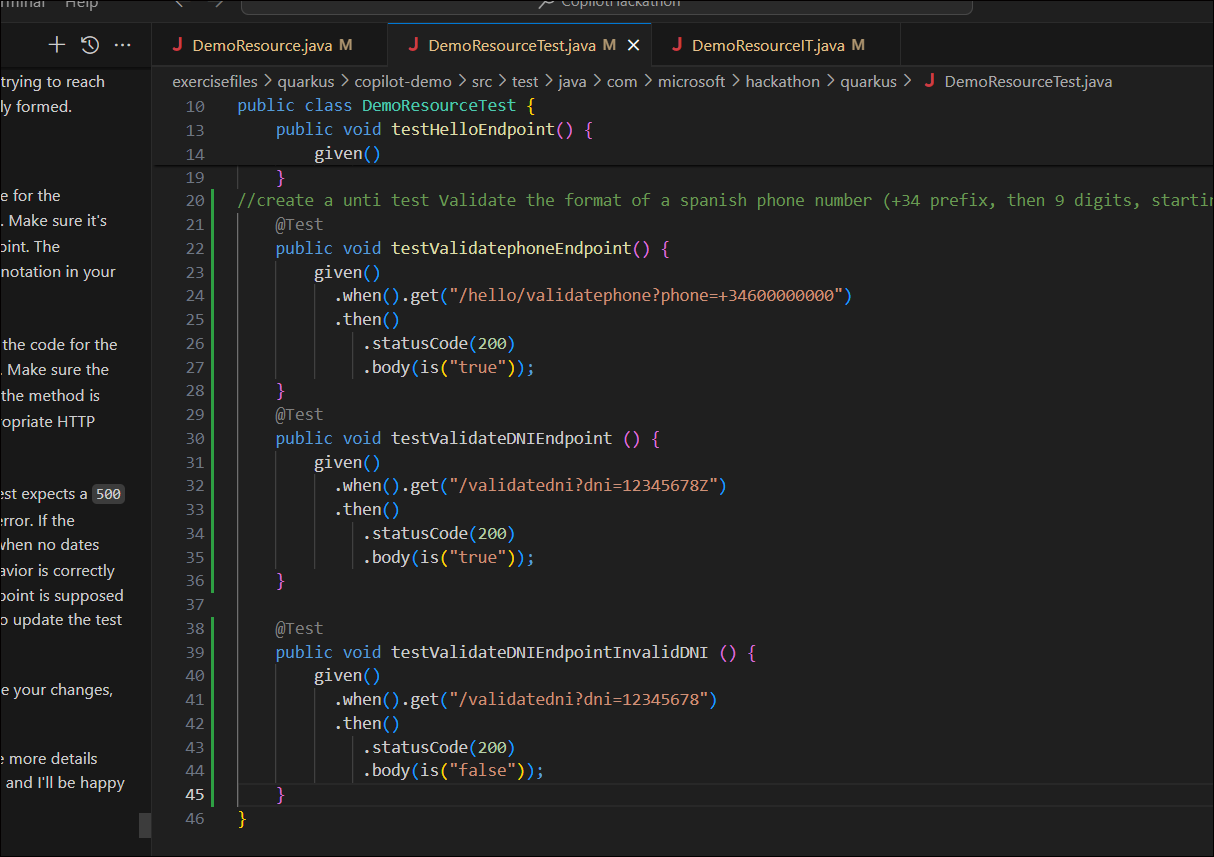 Help
CopilotHackathon
DemoResource.java M
DemoResourceTest.java M
DemoResourceIT.java M
exercisefiles > quarkus > copilot-demo > src > test > java > com > microsoft > hackathon > quarkus > DemoResourceTest.java
trying to reach
ly formed.
e for the
. Make sure it's
oint. The
notation in your
the code for the
. Make sure the
the method is
opriate HTTP
est expects a 500
error. If the
when no dates
avior is correctly
point is supposed
o update the test
e your changes,
e more details
and I'll be happy
10 public class DemoResourceTest {
13 public void testHelloEndpoint() {
14 given()
19 }
20 //create a unti test Validate the format of a spanish phone number (+34 prefix, then 9 digits, startin
21 @Test
22 public void testValidatephoneEndpoint() {
23 given()
24 .when().get("/hello/validatephone?phone=+34600000000")
25 .then()
26 .statusCode(200)
27 .body(is("true"));
28 }
29 @Test
30 public void testValidateDNIEndpoint () {
31 given()
32 .when().get("/validatedni?dni=12345678Z")
33 .then()
34 .statusCode(200)
35 .body(is("true"));
36 }
37
38 @Test
39 public void testValidateDNIEndpointInvalidDNI () {
40 given()
41 .when().get("/validatedni?dni=12345678")
42 .then()
43 .statusCode(200)
44 .body(is("false"));
45 }
46 }